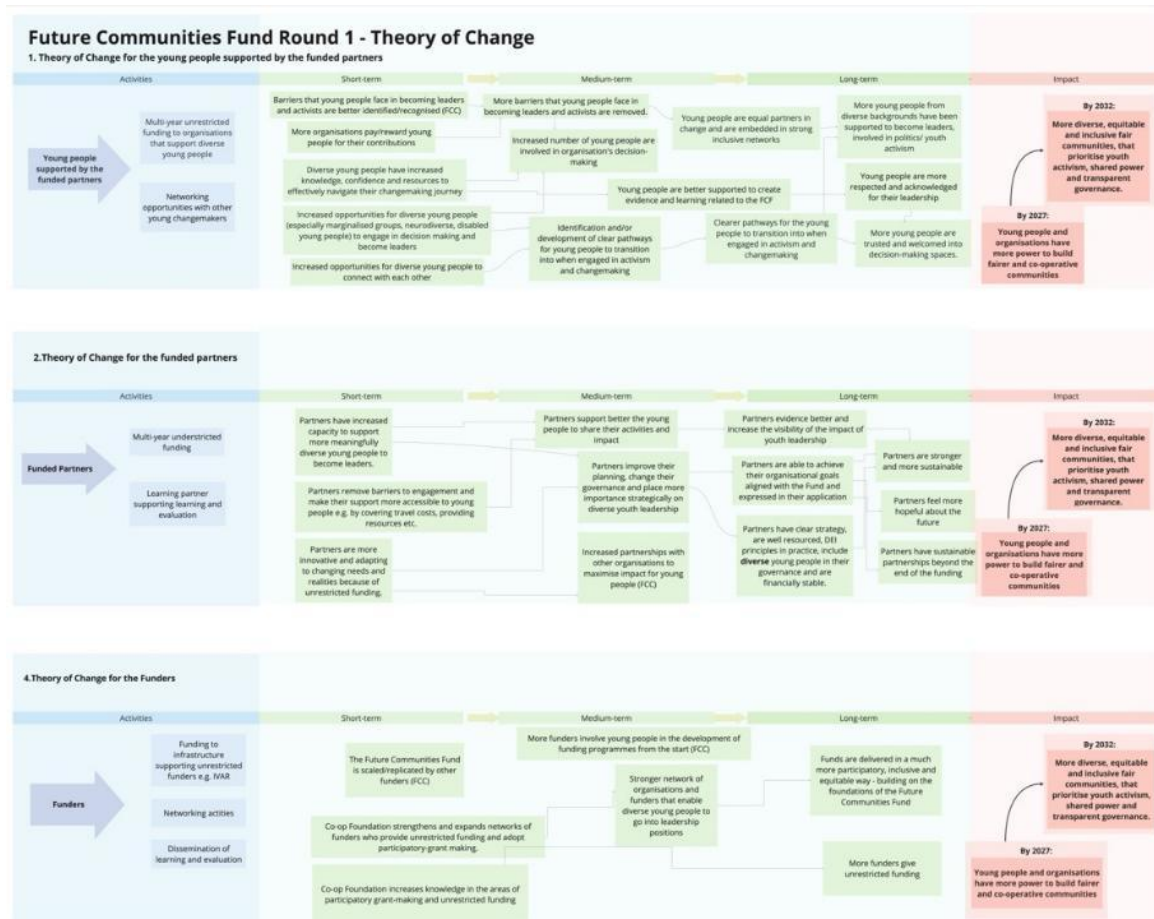 Future Communities Fund Round 1 - Theory of Change
1. Theory of Change for the young people supported by the funded partners
Activities
Short-term
Medium-term
Long-term
Impact
Young people
supported by the
funded partners
Multi-year unrestricted
funding to organisations
that support diverse
young people
Networking
opportunities with other
young changemakers
Barriers that young people face in becoming leaders
and activists are better identified/recognised (FCC)
More organisations pay/reward young
people for their contributions
Diverse young people have increased
knowledge, confidence and resources to
effectively navigate their changemaking journey
Increased opportunities for diverse young people
(especially marginalised groups, neurodiverse, disabled
young people) to engage in decision making and
become leaders
Increased opportunities for diverse young people to
connect with each other
More barriers that young people face in
becoming leaders and activists are removed.
Increased number of young people are
involved in organisation's decision-
making
Young people are better supported to create
evidence and learning related to the FCF
Identification and/or
development of clear pathways
for young people to transition
into when engaged in activism
and changemaking
Young people are equal partners in
change and are embedded in strong
inclusive networks
Clearer pathways for the young
people to transition into when
engaged in activism and
changemaking
More young people from
diverse backgrounds have been
supported to become leaders,
involved in politics/ youth
activism
Young people are more
respected and acknowledged
for their leadership
More young people are
trusted and welcomed into
decision-making spaces.
By 2032:
More diverse, equitable
and inclusive fair
communities, that
prioritise youth
activism, shared power
and transparent
governance.
By 2027:
Young people and
organisations have
more power to build
fairer and co-operative
communities
2.Theory of Change for the funded partners
Activities
Short-term
Medium-term
Long-term
Impact
Funded Partners
Multi-year understricted
funding
Learning partner
supporting learning and
evaluation
Partners have increased
capacity to support
more meaningfully
diverse young people to
become leaders.
Partners remove barriers to engagement and
make their support more accessible to young
people e.g. by covering travel costs, providing
resources etc.
Partners are more
innovative and adapting
to changing needs and
realities because of
unrestricted funding.
Partners support better the young
people to share their activities and
impact
Partners improve their
planning, change their
governance and place more
importance strategically on
diverse youth leadership
Increased partnerships with
other organisations to
maximise impact for young
people (FCC)
Partners evidence better and
increase the visibility of the impact of
youth leadership
Partners are able to achieve
their organisational goals
aligned with the Fund and
expressed in their application
Partners have clear strategy,
are well resourced, DEI
principles in practice, include
diverse young people in their
governance and are
financially stable.
Partners are stronger
and more sustainable
Partners feel more
hopeful about the
future
Partners have sustainable
partnerships beyond the
end of the funding
By 2032:
More diverse, equitable
and inclusive fair
communities, that
prioritise youth
activism, shared power
and transparent
governance.
By 2027:
Young people and
organisations have more
power to build fairer and
co-operative
communities
4.Theory of Change for the Funders
Activities
Short-term
Medium-term
Long-term
Impact
Funders
Funding to
infrastructure
supporting unrestricted
funders e.g. IVAR
Networking actities
Dissemination of
learning and evaluation
The Future Communities Fund
is scaled/replicated by other
funders (FCC)
Co-op Foundation strengthens and expands networks of
funders who provide unrestricted funding and adopt
participatory-grant making.
Co-op Foundation increases knowledge in the areas of
participatory grant-making and unrestricted funding
More funders involve young people in the development of
funding programmes from the start (FCC)
Stronger network of
organisations and
funders that enable
diverse young people to
go into leadership
positions
Funds are delivered in a much
more participatory, inclusive and
equitable way - building on the
foundations of the Future
Communities Fund
More funders give
unrestricted funding
By 2032:
More diverse, equitable
and inclusive fair
communities, that
prioritise youth activism,
shared power and
transparent governance.
By 2027:
Young people and organisations
have more power to build fairer
and co-operative communities